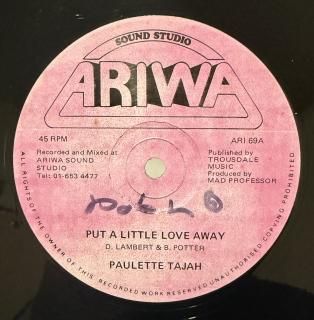 SOUND STUDIO
ARIWA
45 RPM
ARI 69A
Recorded and Mixed at
ARIWA SOUND
STUDIO
Tel: 01-653 4477
Published by
TROUSDALE
MUSIC
Produced by
MAD PROFESSOR
PUT A LITTLE LOVE AWAY
D. LAMBERT & B. POTTER
PAULETTE TAJAH
ALL RIGHTS OF THE OWNER OF THIS RECORDED WORK RESERVED UNAUTHORISED COPYING PROHIBITED